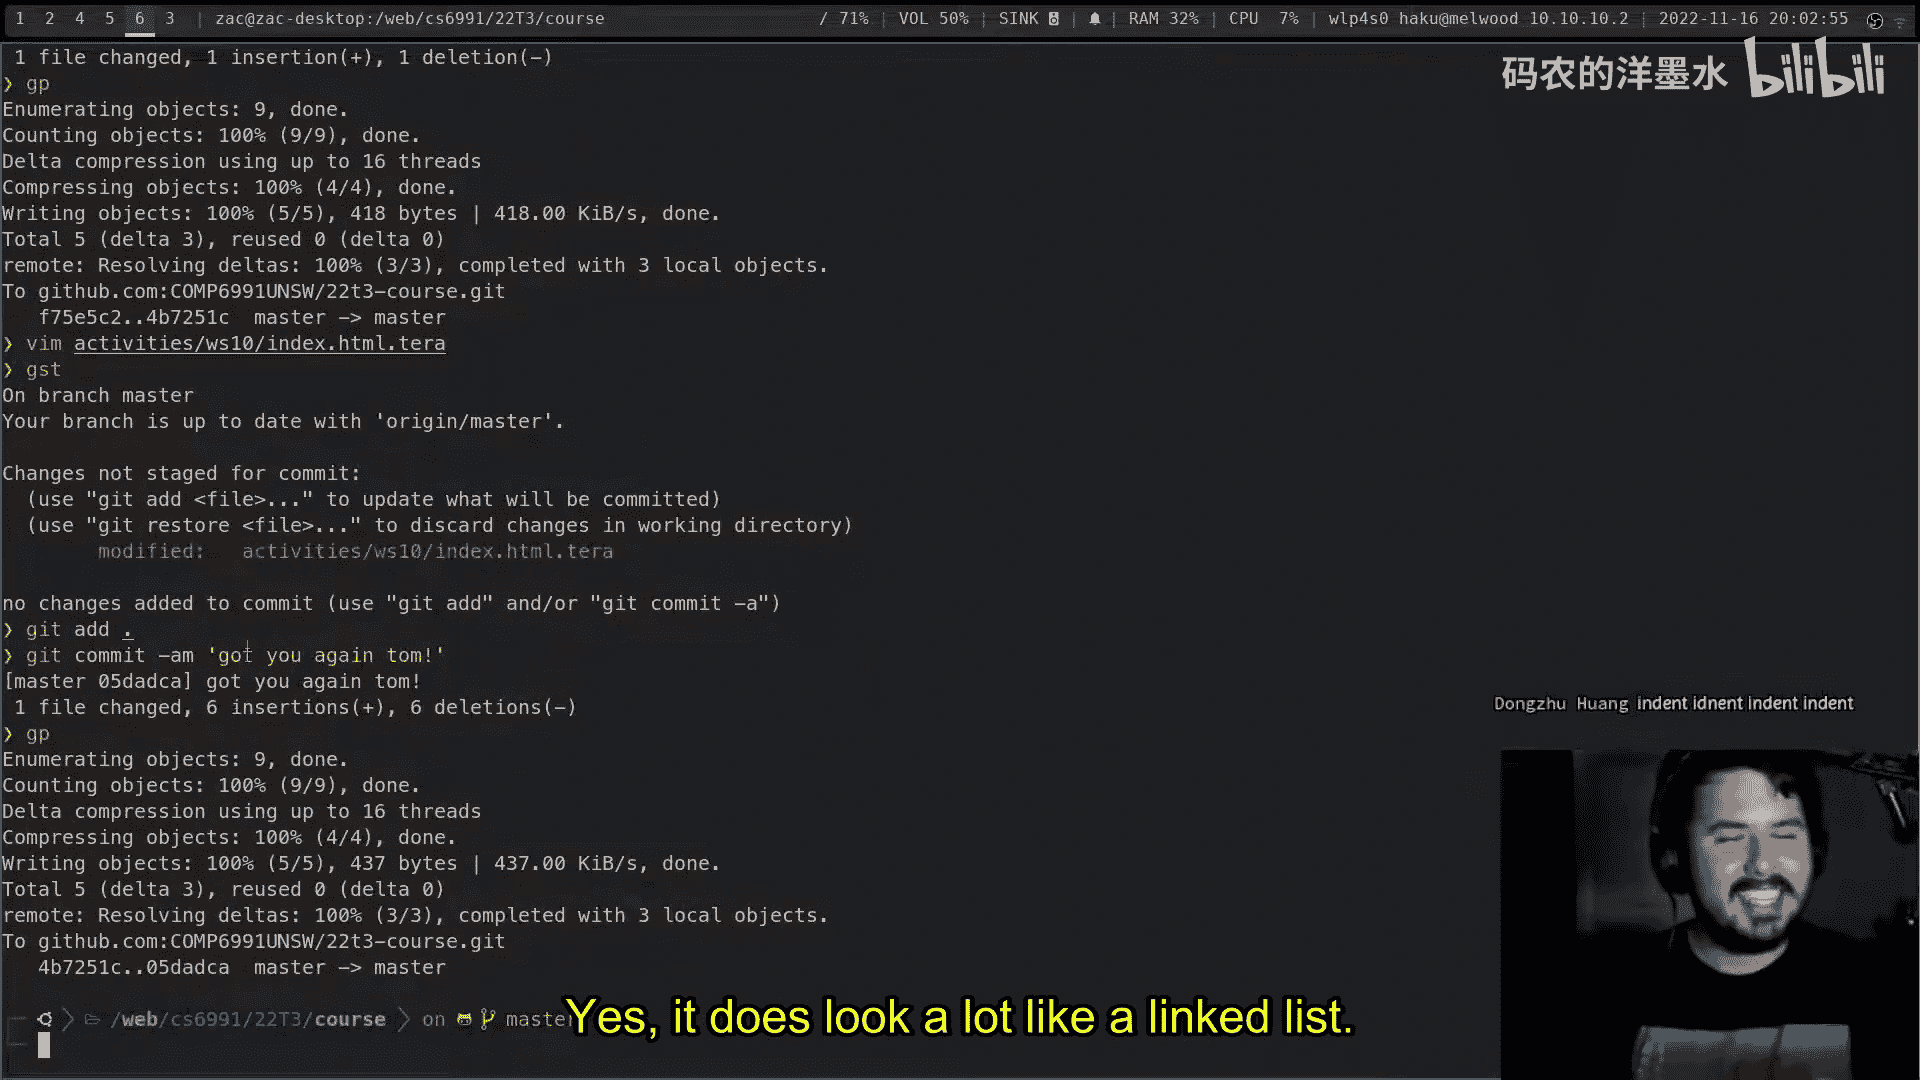 1 2 4 5 6 3 | zac@zac-desktop:/web/cs6991/22T3/course / 71% | VOL 50% | SINK | | RAM 32% | CPU 7% | wlp4s0 haku@melwood 10.10.10.2 | 2022-11-16 20:02:55
1 file changed, 1 insertion(+), 1 deletion(-)
码农的洋墨水 bilibili
❯ gp
Enumerating objects: 9, done.
Counting objects: 100% (9/9), done.
Delta compression using up to 16 threads
Compressing objects: 100% (4/4), done.
Writing objects: 100% (5/5), 418 bytes | 418.00 KiB/s, done.
Total 5 (delta 3), reused 0 (delta 0)
remote: Resolving deltas: 100% (3/3), completed with 3 local objects.
To github.com:COMP6991UNSW/22t3-course.git
f75e5c2..4b7251c master -> master
❯ vim activities/ws10/index.html.tera
❯ gst
On branch master
Your branch is up to date with 'origin/master'.
Changes not staged for commit:
(use "git add <file>..." to update what will be committed)
(use "git restore <file>..." to discard changes in working directory)
modified: activities/ws10/index.html.tera
no changes added to commit (use "git add" and/or "git commit -a")
❯ git add .
❯ git commit -am 'got you again tom!'
[master 05dadca] got you again tom!
1 file changed, 6 insertions(+), 6 deletions(-)
Dongzhu Huang indent idnent indent indent
❯ gp
Enumerating objects: 9, done.
Counting objects: 100% (9/9), done.
Delta compression using up to 16 threads
Compressing objects: 100% (4/4), done.
Writing objects: 100% (5/5), 437 bytes | 437.00 KiB/s, done.
Total 5 (delta 3), reused 0 (delta 0)
remote: Resolving deltas: 100% (3/3), completed with 3 local objects.
To github.com:COMP6991UNSW/22t3-course.git
4b7251c..05dadca master -> master
/web/cs6991/22T3/course on master
Yes, it does look a lot like a linked list.